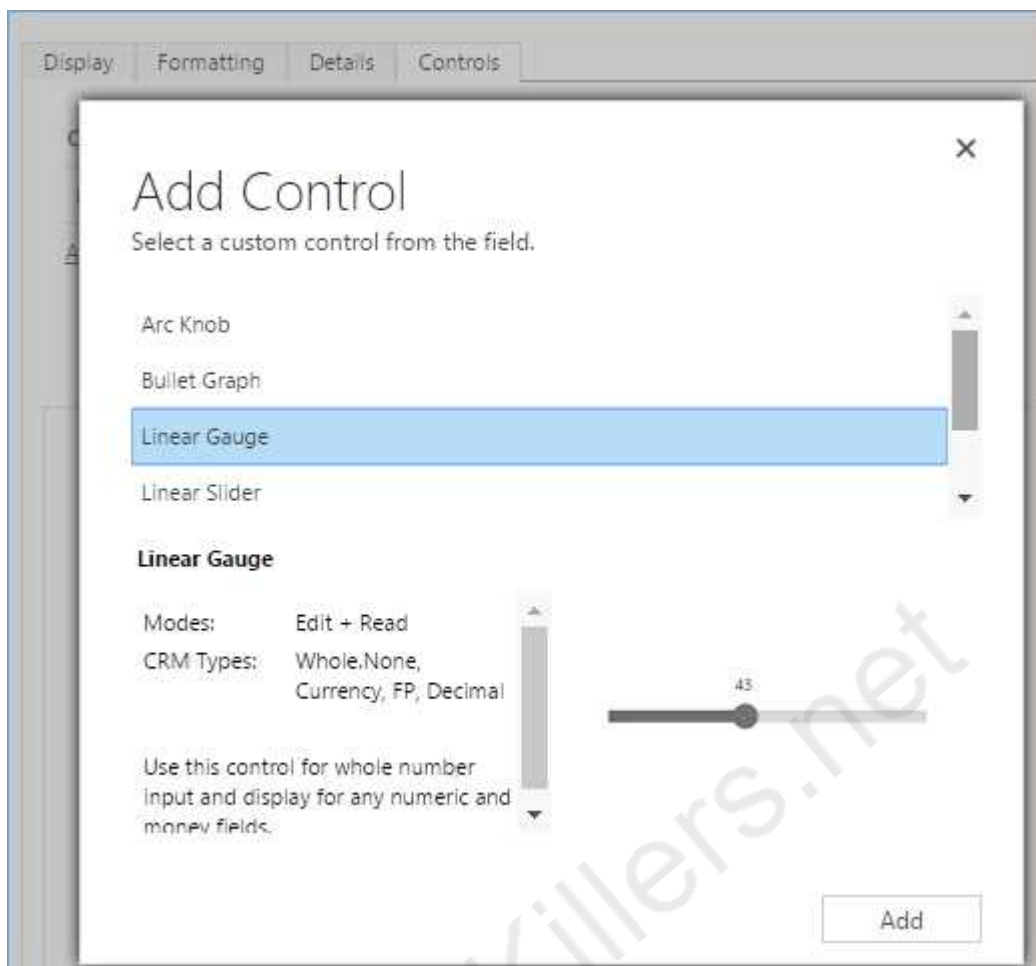 Display Formatting Details Controls
×
Add Control
Select a custom control from the field.
Arc Knob
Bullet Graph
Linear Gauge
Linear Slider
Linear Gauge
Modes: Edit + Read
CRM Types: Whole.None,
Currency, FP, Decimal
43
Use this control for whole number
input and display for any numeric and
money fields.
Killers.net
Add